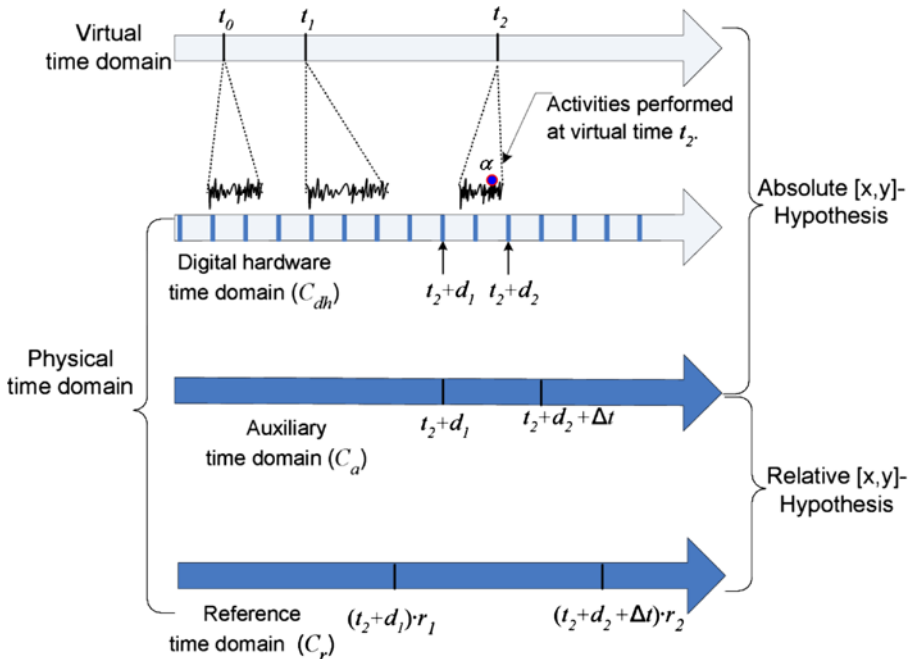 t0 t1 t2
Virtual
time domain
Activities performed
at virtual time t2.
α
Absolute [x,y]-
Hypothesis
Digital hardware
time domain (Cdh)
t2+d1 t2+d2
Physical
time domain
t2+d1 t2+d2+Δt
Auxiliary
time domain (Ca)
Relative [x,y]-
Hypothesis
Reference
time domain (Cr)
(t2+d1)·r1 (t2+d2+Δt)·r2